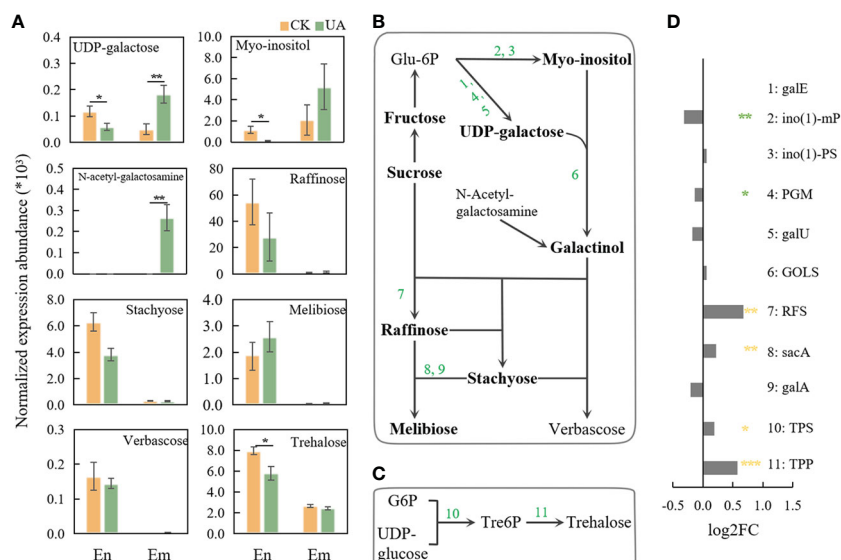 A
CK UA
Normalized expression abundance (*10³)
UDP-galactose
0.4
0.3
0.2
0.1
0.0
*
**
Myo-inositol
10.0
8.0
6.0
4.0
2.0
0.0
*
N-acetyl-galactosamine
0.5
0.4
0.3
0.2
0.1
0.0
**
Raffinose
80
60
40
20
0
Stachyose
8.0
6.0
4.0
2.0
0.0
Melibiose
4.0
3.0
2.0
1.0
0.0
Verbascose
0.3
0.2
0.1
0.0
En Em
Trehalose
10.0
8.0
6.0
4.0
2.0
0.0
*
En Em
B
Glu-6P
2, 3
Myo-inositol
1,
4,
5
Fructose
UDP-galactose
Sucrose
6
N-Acetyl-
galactosamine
Galactinol
7
Raffinose
8, 9
Stachyose
Melibiose
Verbascose
C
G6P
UDP-
glucose
10
Tre6P
11
Trehalose
D
1: galE
** 2: ino(1)-mP
3: ino(1)-PS
* 4: PGM
5: galU
6: GOLS
** 7: RFS
** 8: sacA
9: galA
* 10: TPS
*** 11: TPP
-0.5 0.0 0.5 1.0 1.5
log2FC